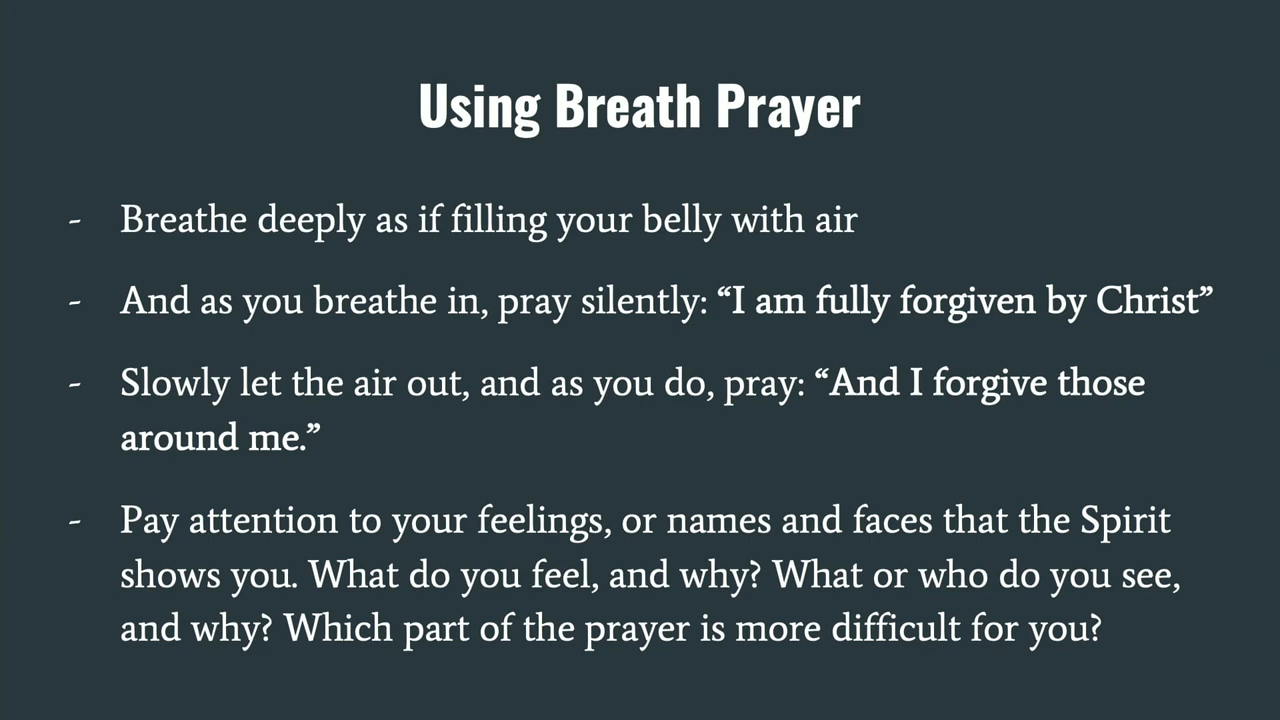 Using Breath Prayer
- Breathe deeply as if filling your belly with air
- And as you breathe in, pray silently: “I am fully forgiven by Christ”
- Slowly let the air out, and as you do, pray: “And I forgive those
around me.”
- Pay attention to your feelings, or names and faces that the Spirit
shows you. What do you feel, and why? What or who do you see,
and why? Which part of the prayer is more difficult for you?